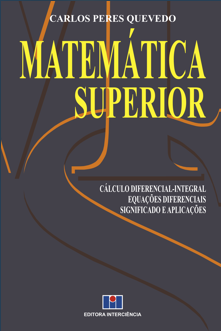 CARLOS PERES QUEVEDO
MATEMÁTICA
SUPERIOR
CÁLCULO DIFERENCIAL-INTEGRAL
EQUAÇÕES DIFERENCIAIS
SIGNIFICADO E APLICAÇÕES
EDITORA INTERCIÊNCIA